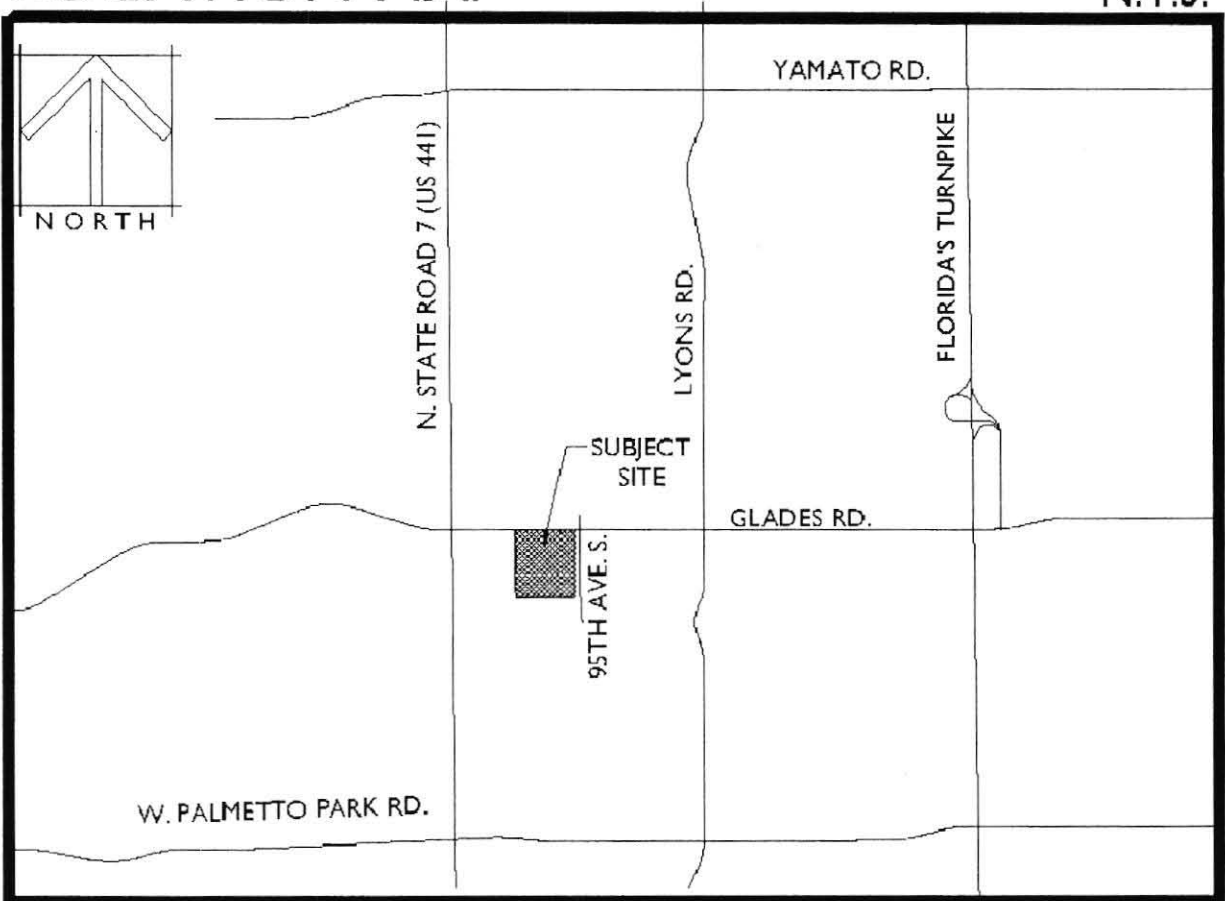 N.T.S.
YAMATO RD.
NORTH
N. STATE ROAD 7 (US 441)
FLORIDA'S TURNPIKE
LYONS RD.
SUBJECT
SITE
GLADES RD.
95TH AVE. S.
W. PALMETTO PARK RD.